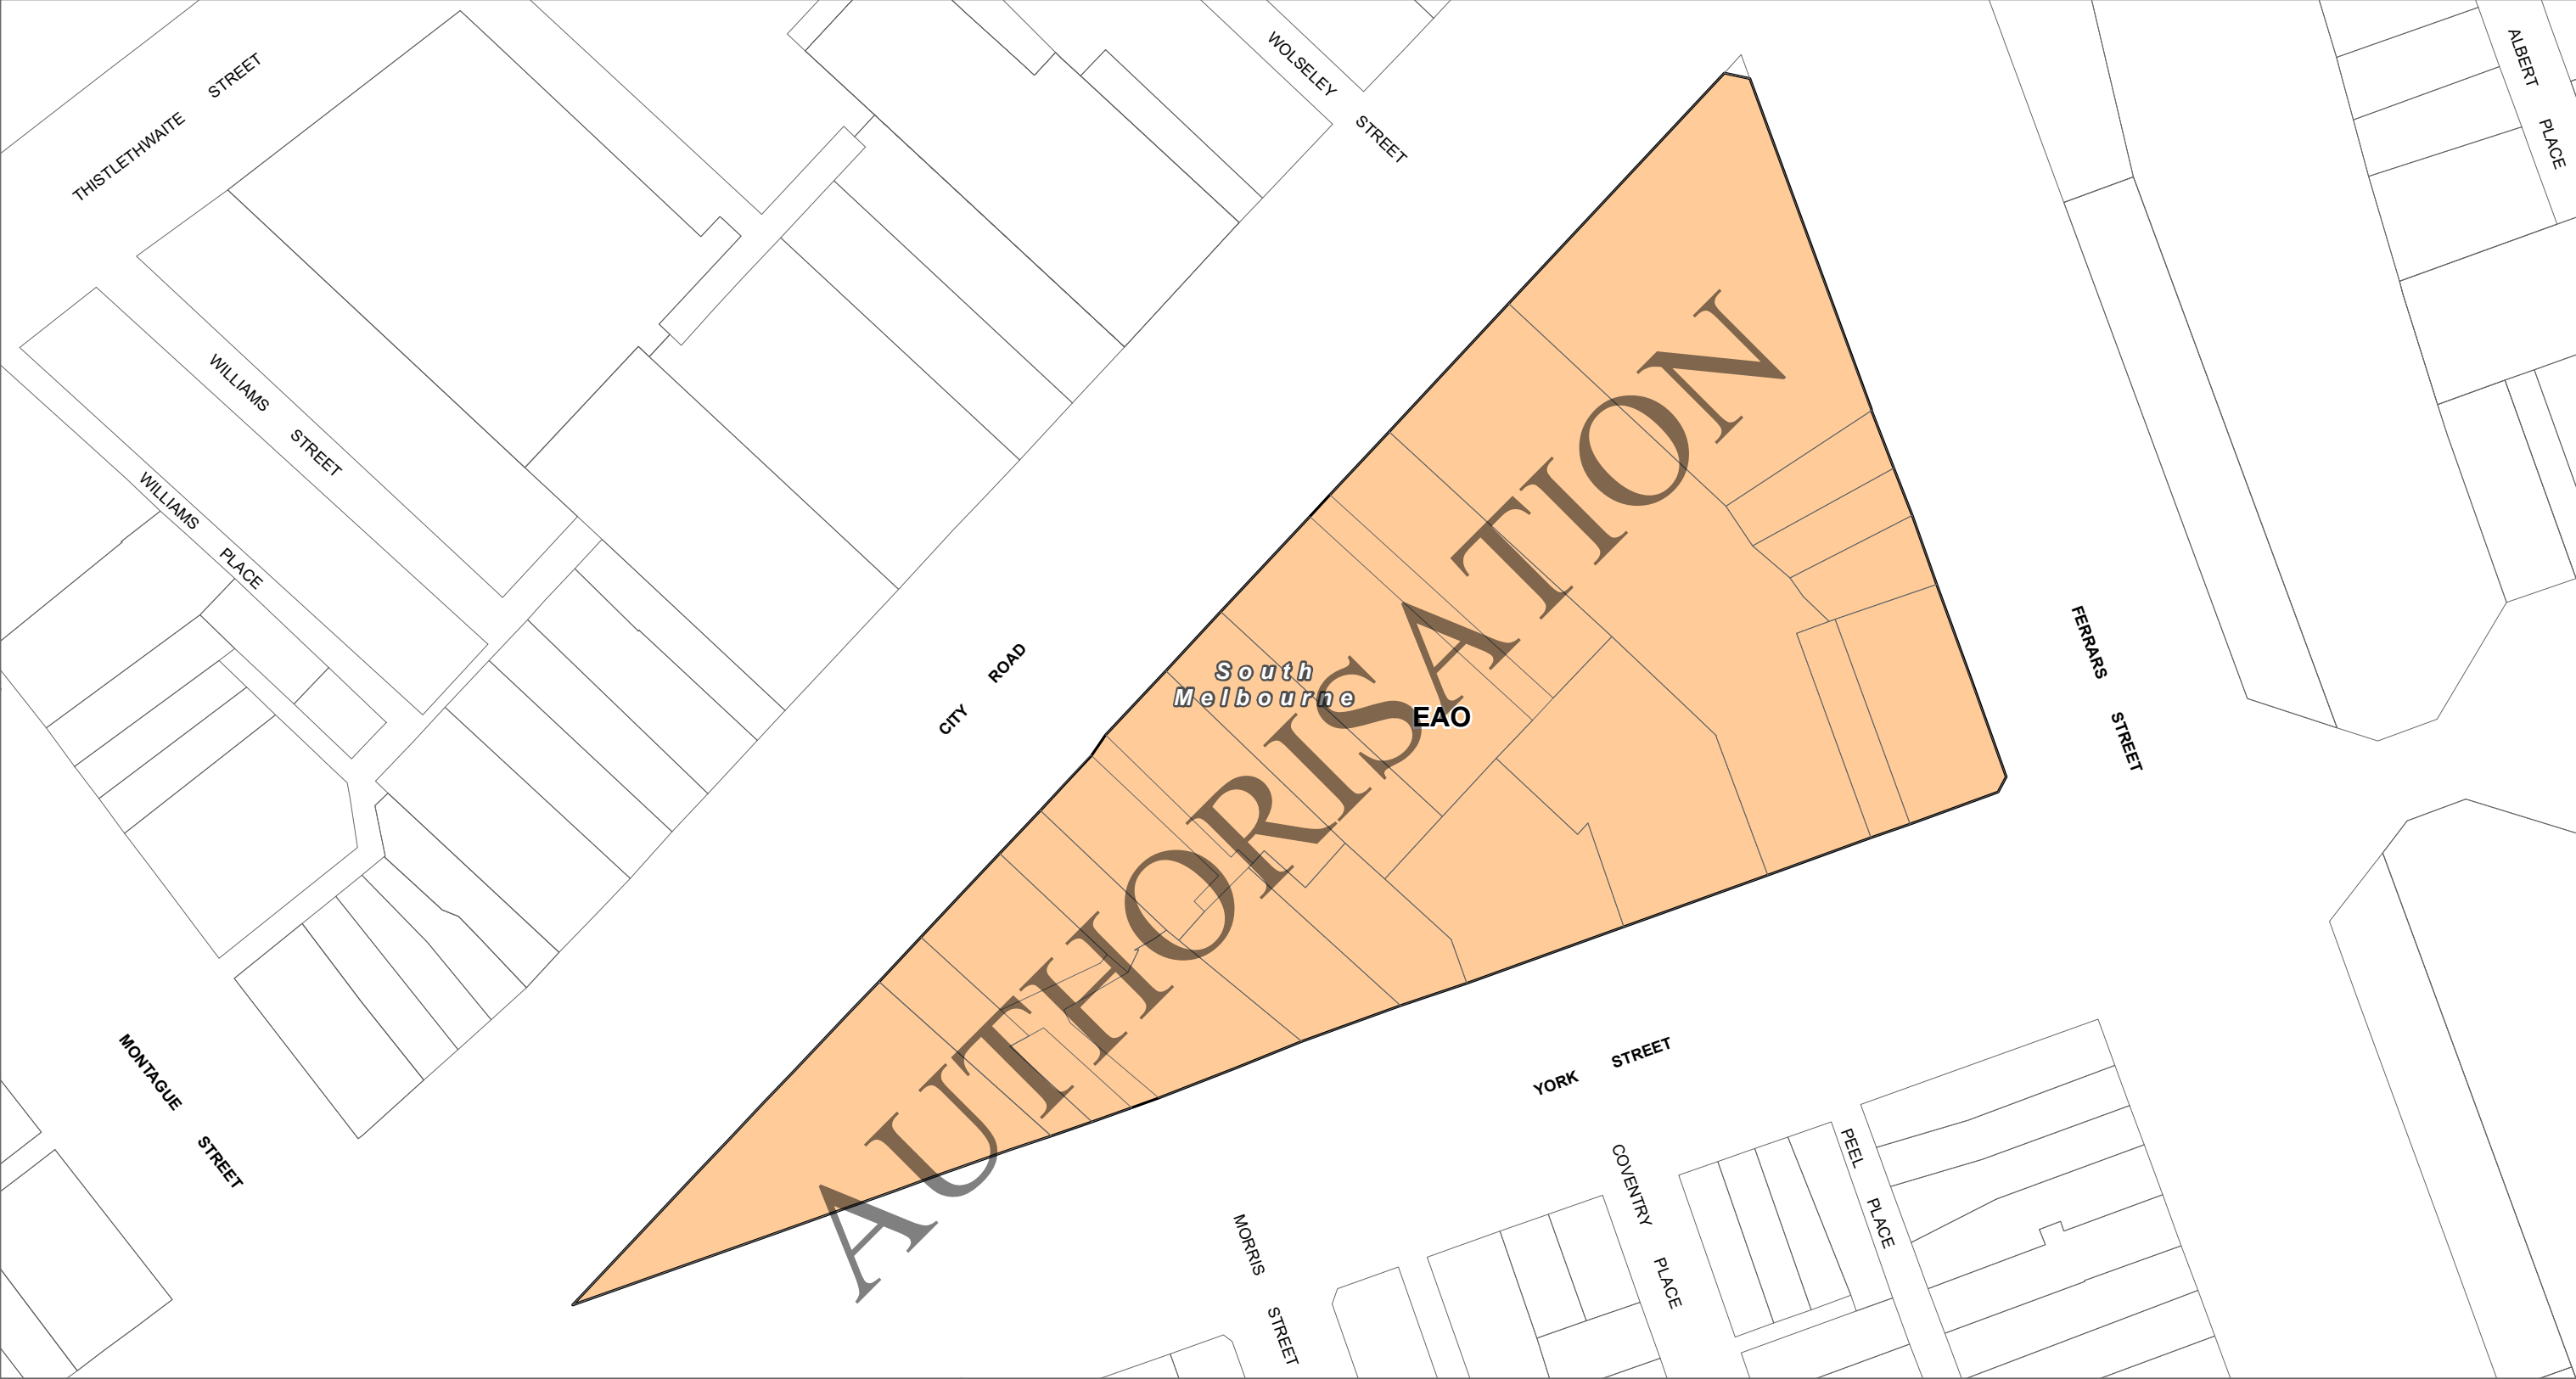 THISTLETHWAITE STREET
WOLSELEY STREET
ALBERT PLACE
WILLIAMS STREET
WILLIAMS PLACE
CITY ROAD
South
Melbourne
EAO
FERRARS STREET
MONTAGUE STREET
YORK STREET
MORRIS STREET
COVENTRY PLACE
PEEL PLACE
AUTHORISATION